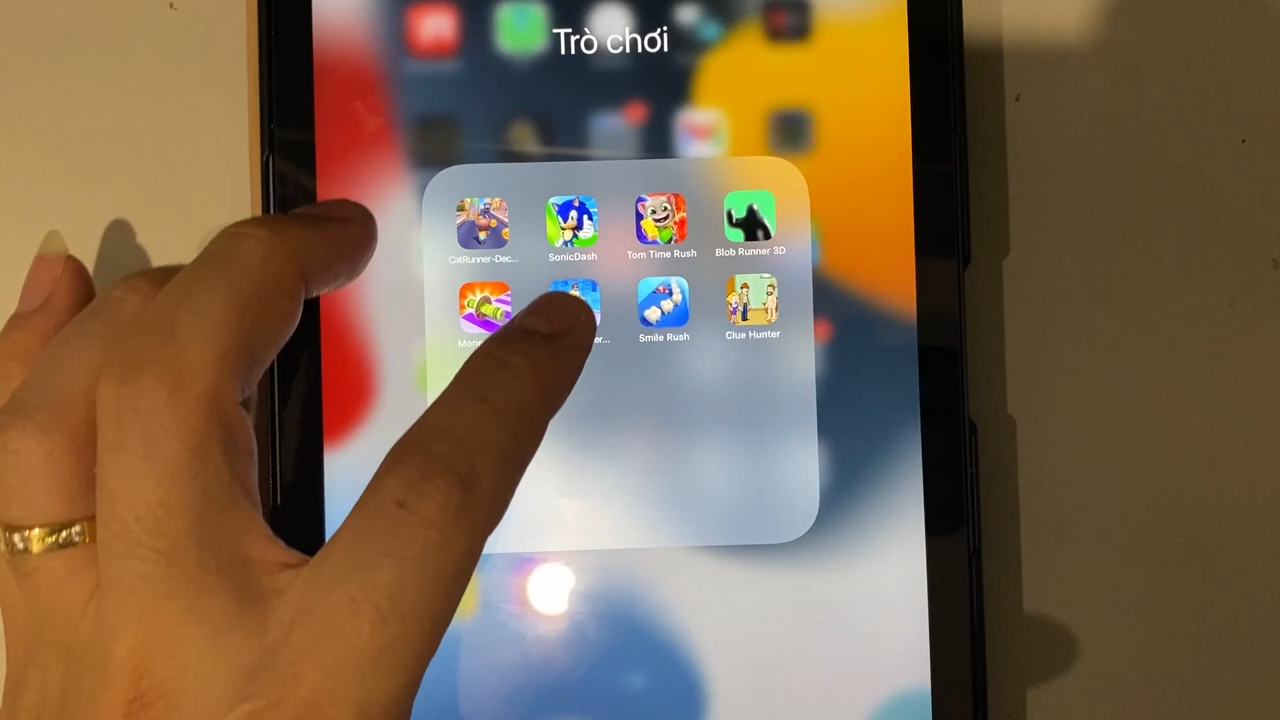 Trò chơi
CatRunner-Dec...
SonicDash
Tom Time Rush
Blob Runner 3D
Smile Rush
Clue Hunter